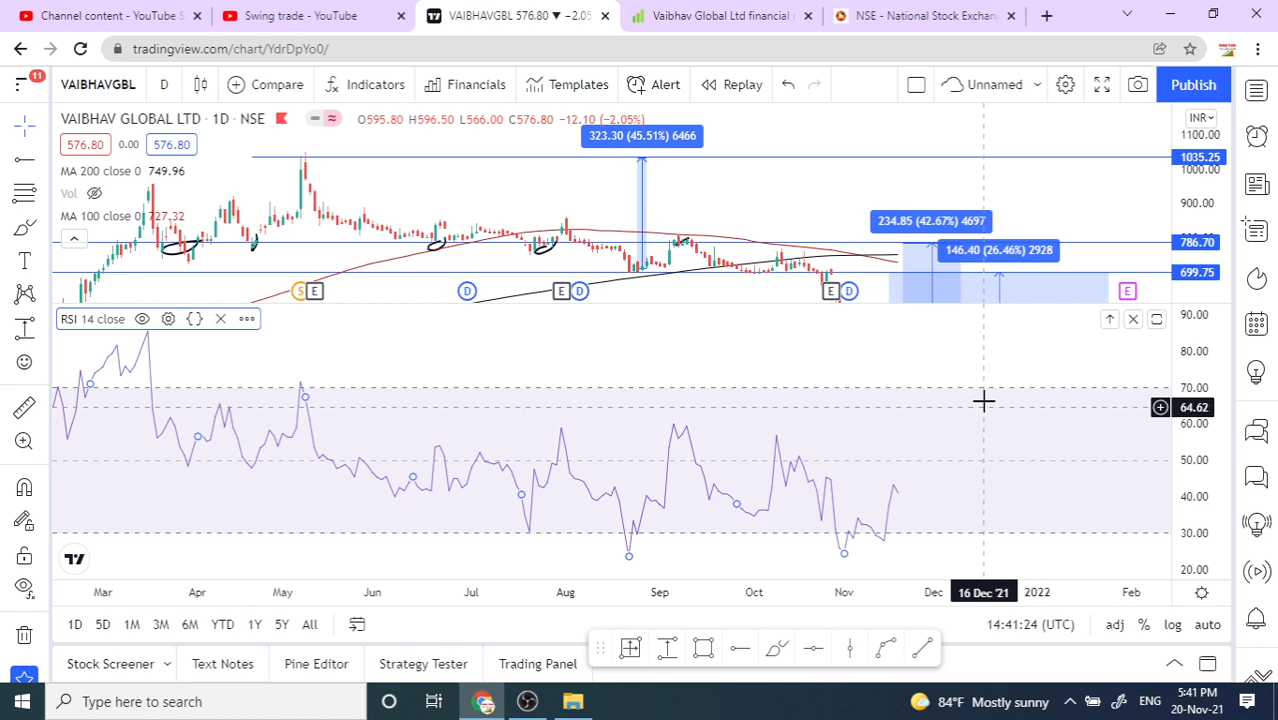 Channel content - YouTube S
Swing trade - YouTube
VAIBHAVGBL 576.80 ▼ −2.05
Vaibhav Global Ltd financial r
NSE - National Stock Exchan
tradingview.com/chart/YdrDpYo0/
11
VAIBHAVGBL D Compare Indicators Financials Templates Alert Replay Unnamed Publish
VAIBHAV GLOBAL LTD · 1D · NSE O595.80 H596.50 L566.00 C576.80 −12.10 (−2.05%) INR
576.80 0.00 576.80
323.30 (45.51%) 6466
1100.00
1035.25
1000.00
MA 200 close 0 749.96
Vol
900.00
MA 100 close 0 727.32
234.85 (42.67%) 4697
786.70
146.40 (26.46%) 2928
699.75
S E D E D E D E
RSI 14 close
90.00
80.00
70.00
64.62
60.00
50.00
40.00
30.00
20.00
Mar Apr May Jun Jul Aug Sep Oct Nov Dec 16 Dec '21 2022 Feb
1D 5D 1M 3M 6M YTD 1Y 5Y All 14:41:24 (UTC) adj % log auto
Stock Screener Text Notes Pine Editor Strategy Tester Trading Panel
Type here to search
84°F Mostly sunny
ENG
5:41 PM
20-Nov-21